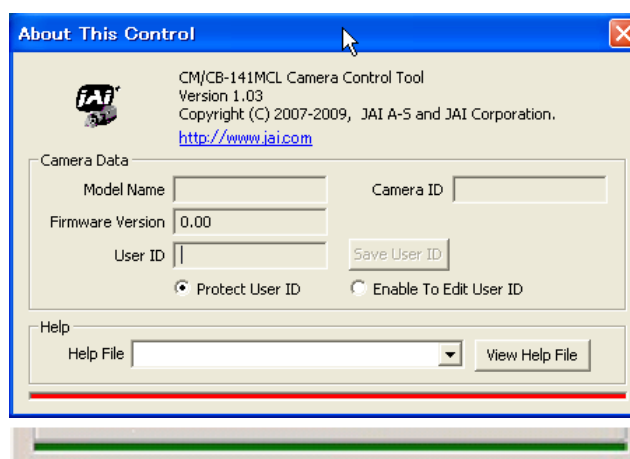 About This Control
JAI
CM/CB-141MCL Camera Control Tool
Version 1.03
Copyright (C) 2007-2009, JAI A-S and JAI Corporation.
http://www.jai.com
Camera Data
Model Name
Camera ID
Firmware Version 0.00
User ID
Save User ID
Protect User ID
Enable To Edit User ID
Help
Help File
View Help File